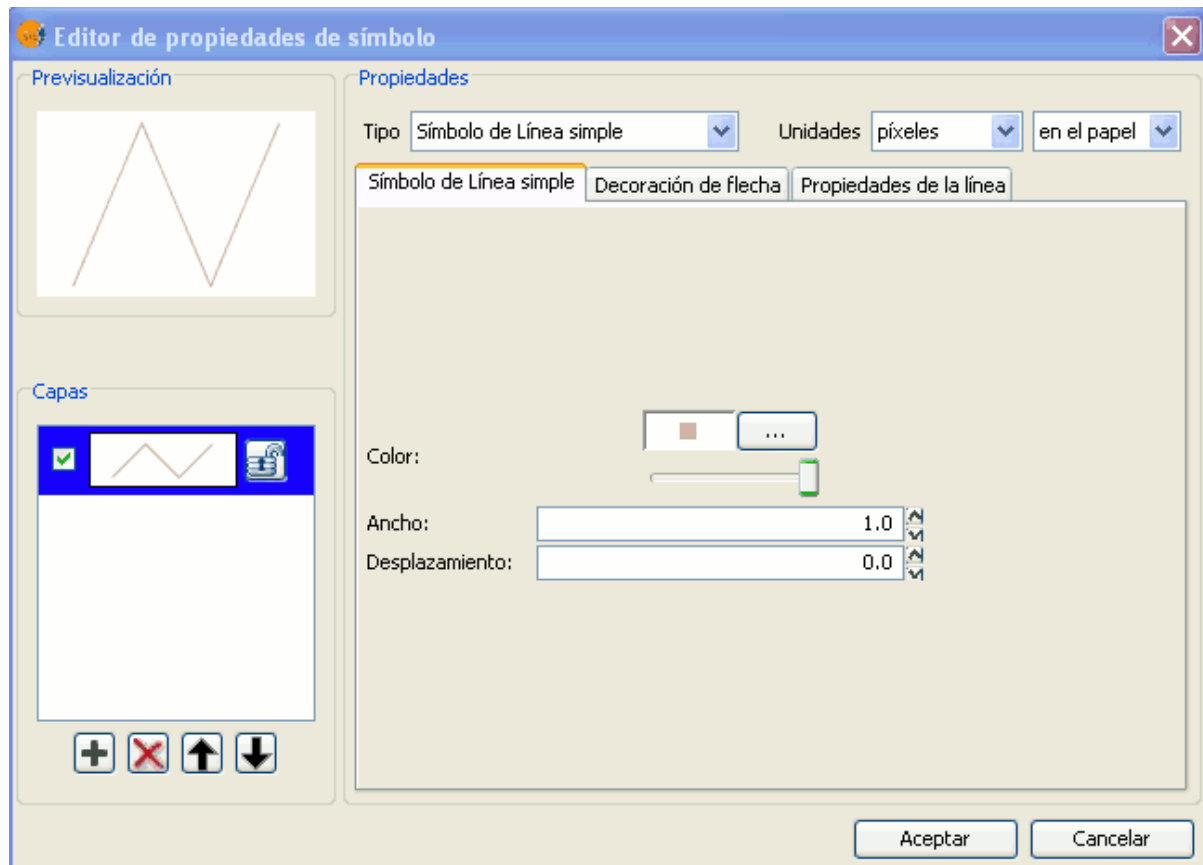 Editor de propiedades de símbolo
Previsualización
Propiedades
Tipo Símbolo de Línea simple Unidades píxeles en el papel
Símbolo de Línea simple Decoración de flecha Propiedades de la línea
Capas
...
Color:
Ancho: 1.0
Desplazamiento: 0.0
Aceptar Cancelar